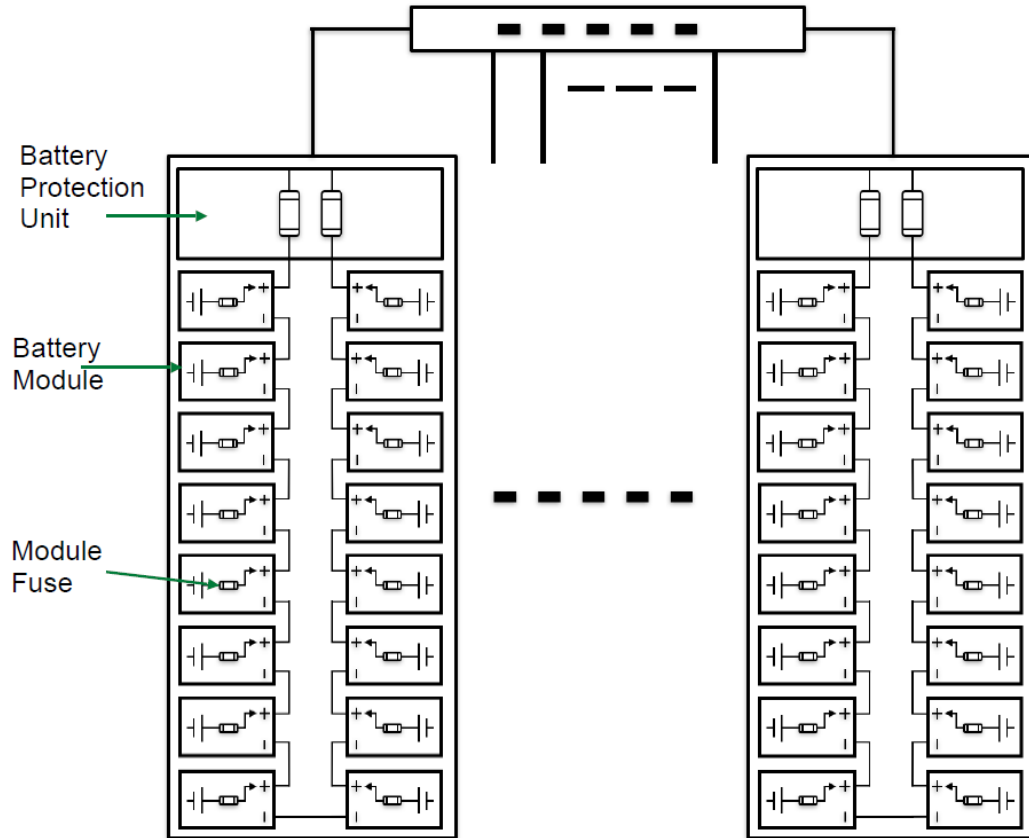 Battery
Protection
Unit
Battery
Module
Module
Fuse